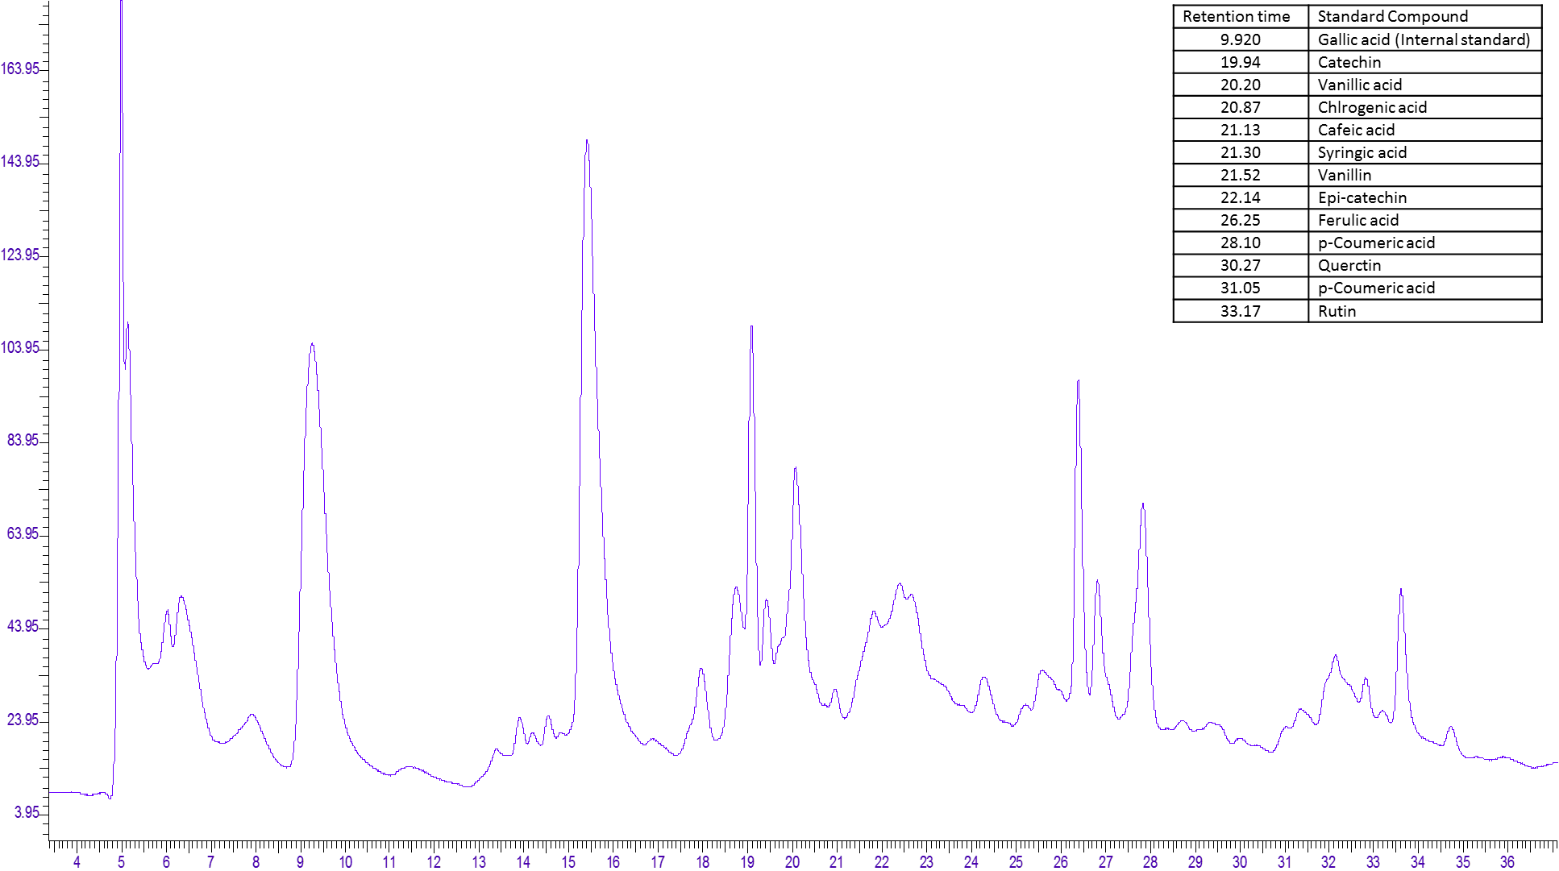 Retention time Standard Compound
9.920 Gallic acid (Internal standard)
19.94 Catechin
20.20 Vanillic acid
20.87 Chlrogenic acid
21.13 Cafeic acid
21.30 Syringic acid
21.52 Vanillin
22.14 Epi-catechin
26.25 Ferulic acid
28.10 p-Coumeric acid
30.27 Querctin
31.05 p-Coumeric acid
33.17 Rutin
163.95
143.95
123.95
103.95
83.95
63.95
43.95
23.95
3.95
4 5 6 7 8 9 10 11 12 13 14 15 16 17 18 19 20 21 22 23 24 25 26 27 28 29 30 31 32 33 34 35 36